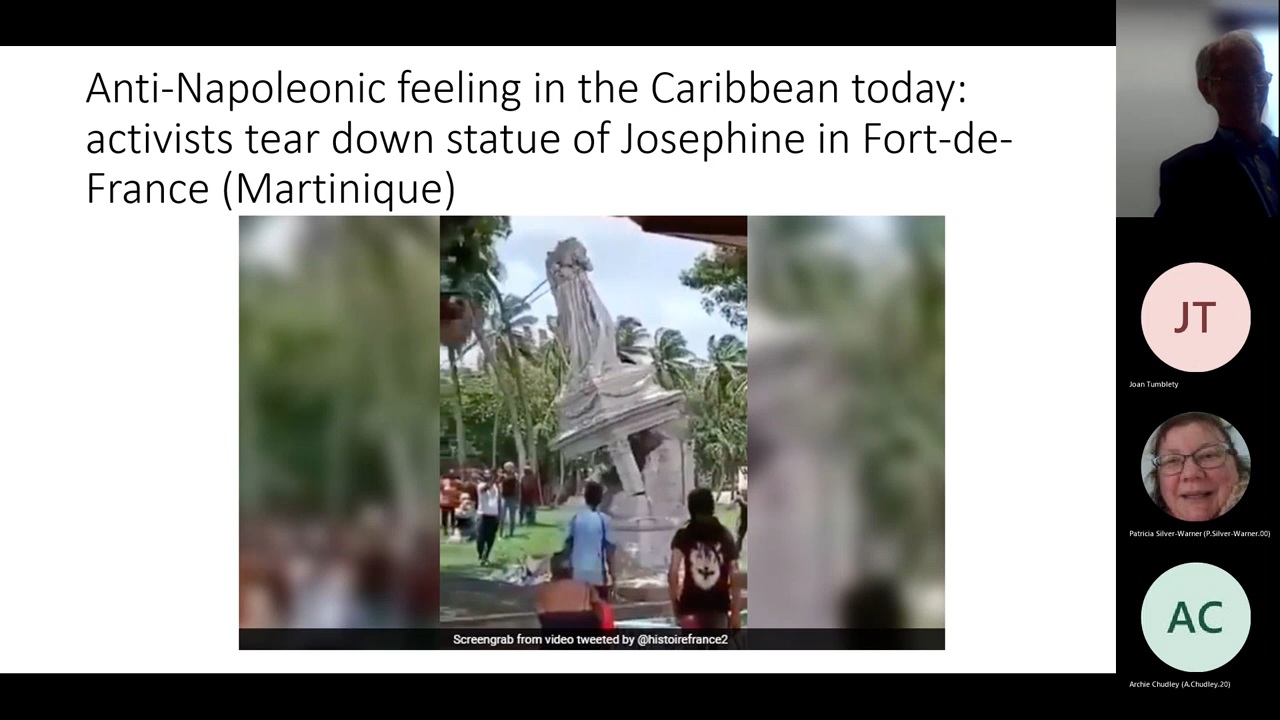 Anti-Napoleonic feeling in the Caribbean today:
activists tear down statue of Josephine in Fort-de-
France (Martinique)
Screengrab from video tweeted by @histoirefrance2
JT
Joan Tumblety
Patricia Silver-Warner (P.Silver-Warner.00)
AC
Archie Chudley (A.Chudley.20)